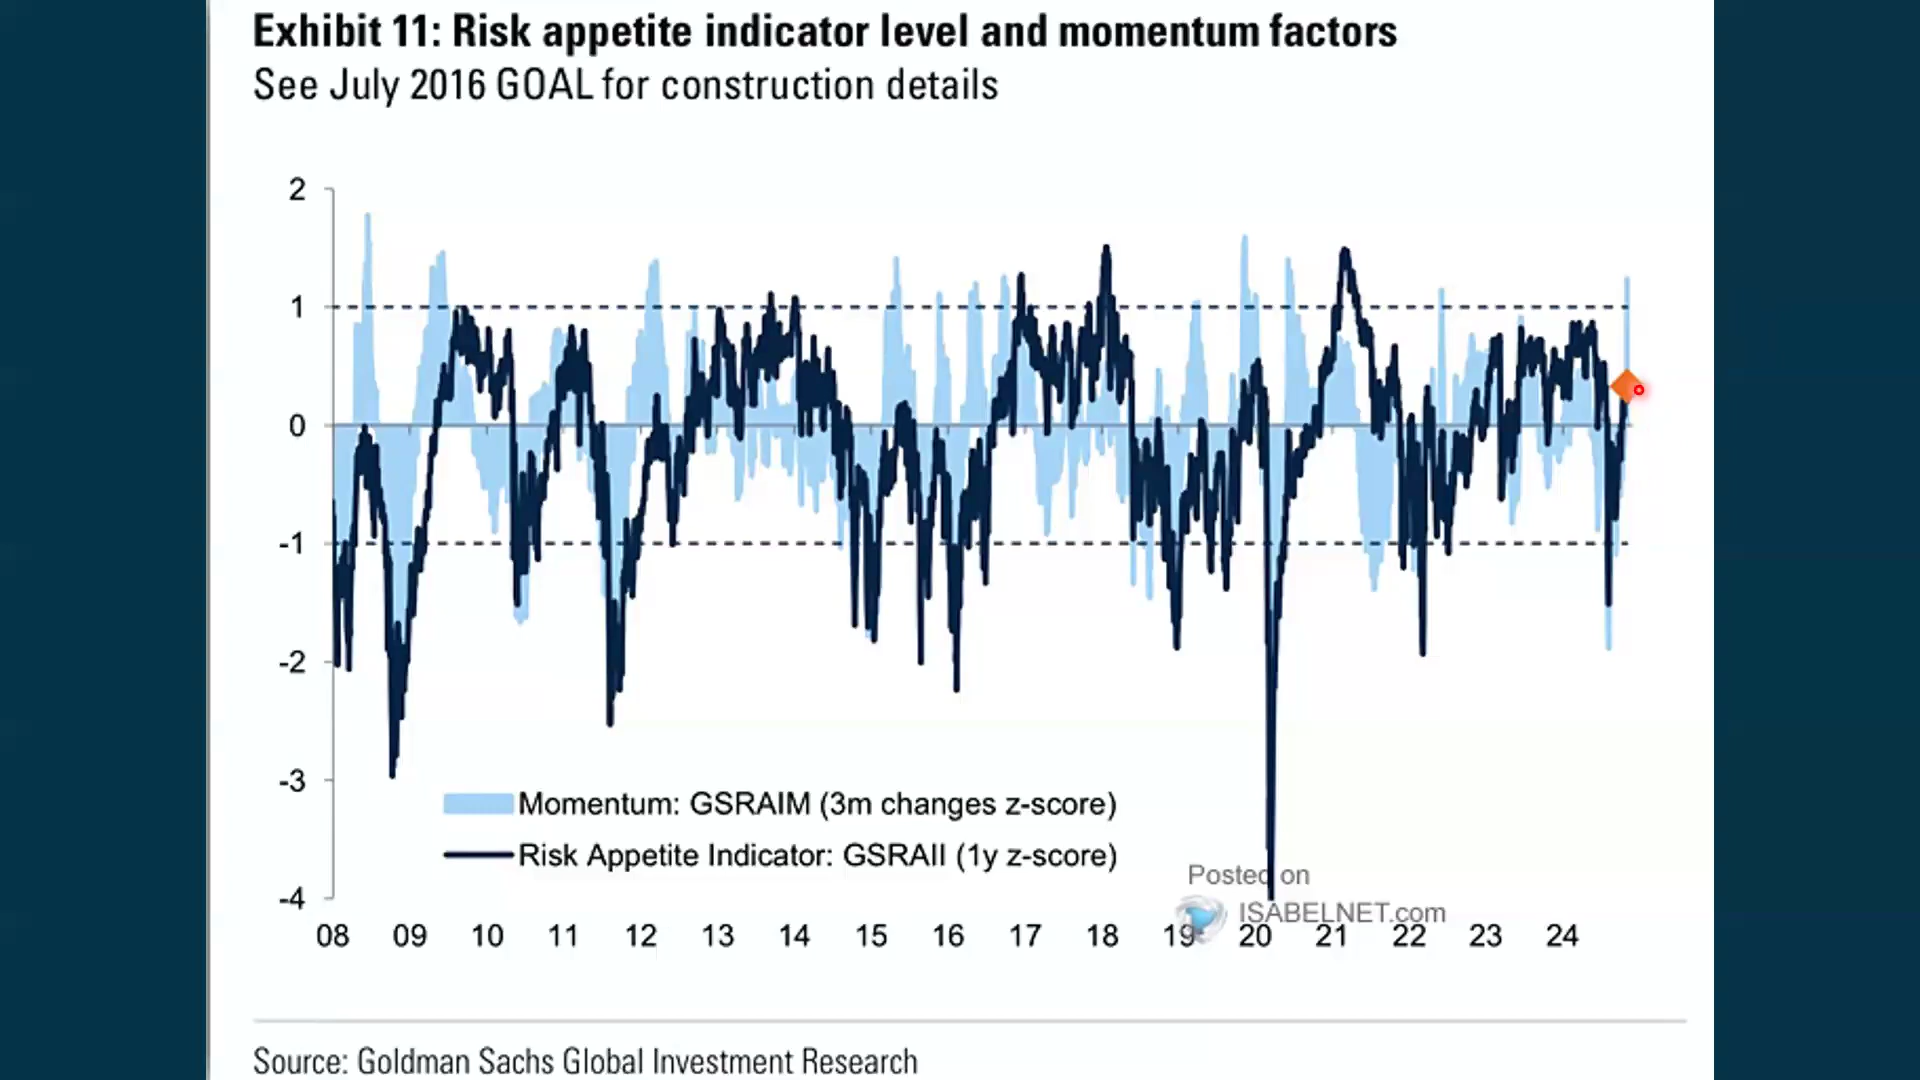 Exhibit 11: Risk appetite indicator level and momentum factors
See July 2016 GOAL for construction details
2
1
0
-1
-2
-3
-4
Momentum: GSRAIM (3m changes z-score)
Risk Appetite Indicator: GSRAII (1y z-score)
Posted on
ISABELNET.com
08 09 10 11 12 13 14 15 16 17 18 19 20 21 22 23 24
Source: Goldman Sachs Global Investment Research